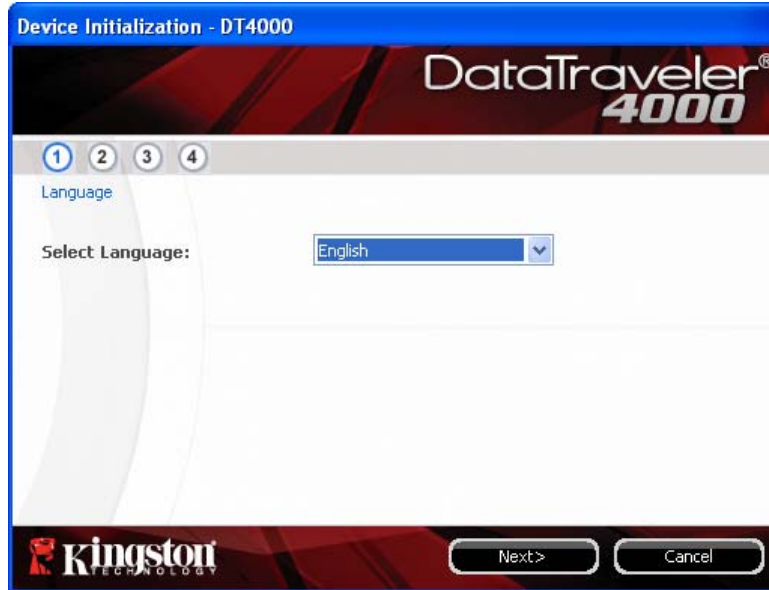 Device Initialization - DT4000
DataTraveler®
4000
1 2 3 4
Language
Select Language: English
Kingston
TECHNOLOGY
Next> Cancel